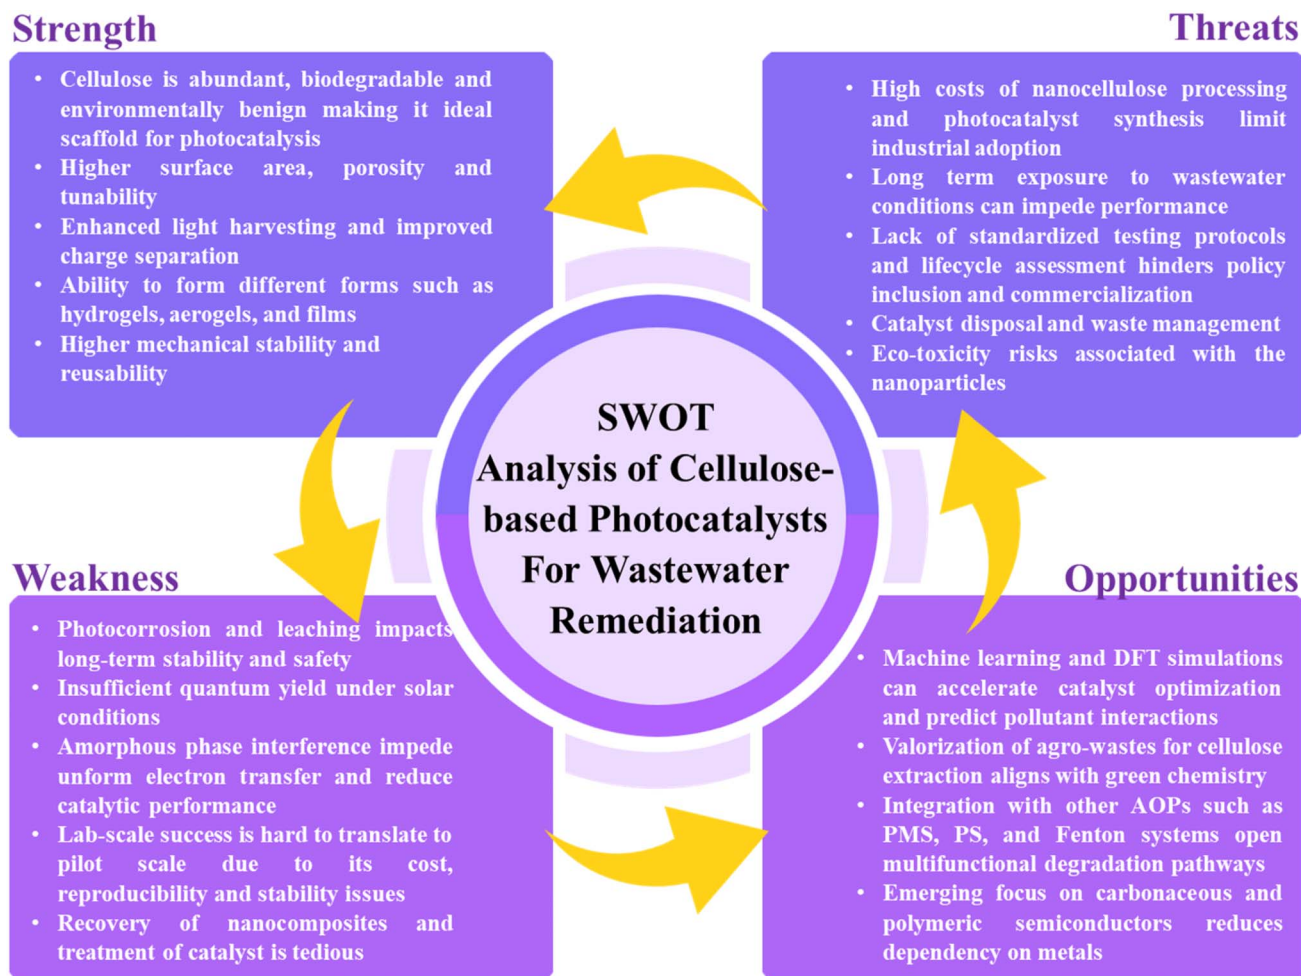 Strength
• Cellulose is abundant, biodegradable and
environmentally benign making it ideal
scaffold for photocatalysis
• Higher surface area, porosity and
tunability
• Enhanced light harvesting and improved
charge separation
• Ability to form different forms such as
hydrogels, aerogels, and films
• Higher mechanical stability and
reusability
Threats
• High costs of nanocellulose processing
and photocatalyst synthesis limit
industrial adoption
• Long term exposure to wastewater
conditions can impede performance
• Lack of standardized testing protocols
and lifecycle assessment hinders policy
inclusion and commercialization
• Catalyst disposal and waste management
• Eco-toxicity risks associated with the
nanoparticles
SWOT
Analysis of Cellulose-
based Photocatalysts
For Wastewater
Remediation
Weakness
• Photocorrosion and leaching impacts
long-term stability and safety
• Insufficient quantum yield under solar
conditions
• Amorphous phase interference impede
unform electron transfer and reduce
catalytic performance
• Lab-scale success is hard to translate to
pilot scale due to its cost,
reproducibility and stability issues
• Recovery of nanocomposites and
treatment of catalyst is tedious
Opportunities
• Machine learning and DFT simulations
can accelerate catalyst optimization
and predict pollutant interactions
• Valorization of agro-wastes for cellulose
extraction aligns with green chemistry
• Integration with other AOPs such as
PMS, PS, and Fenton systems open
multifunctional degradation pathways
• Emerging focus on carbonaceous and
polymeric semiconductors reduces
dependency on metals